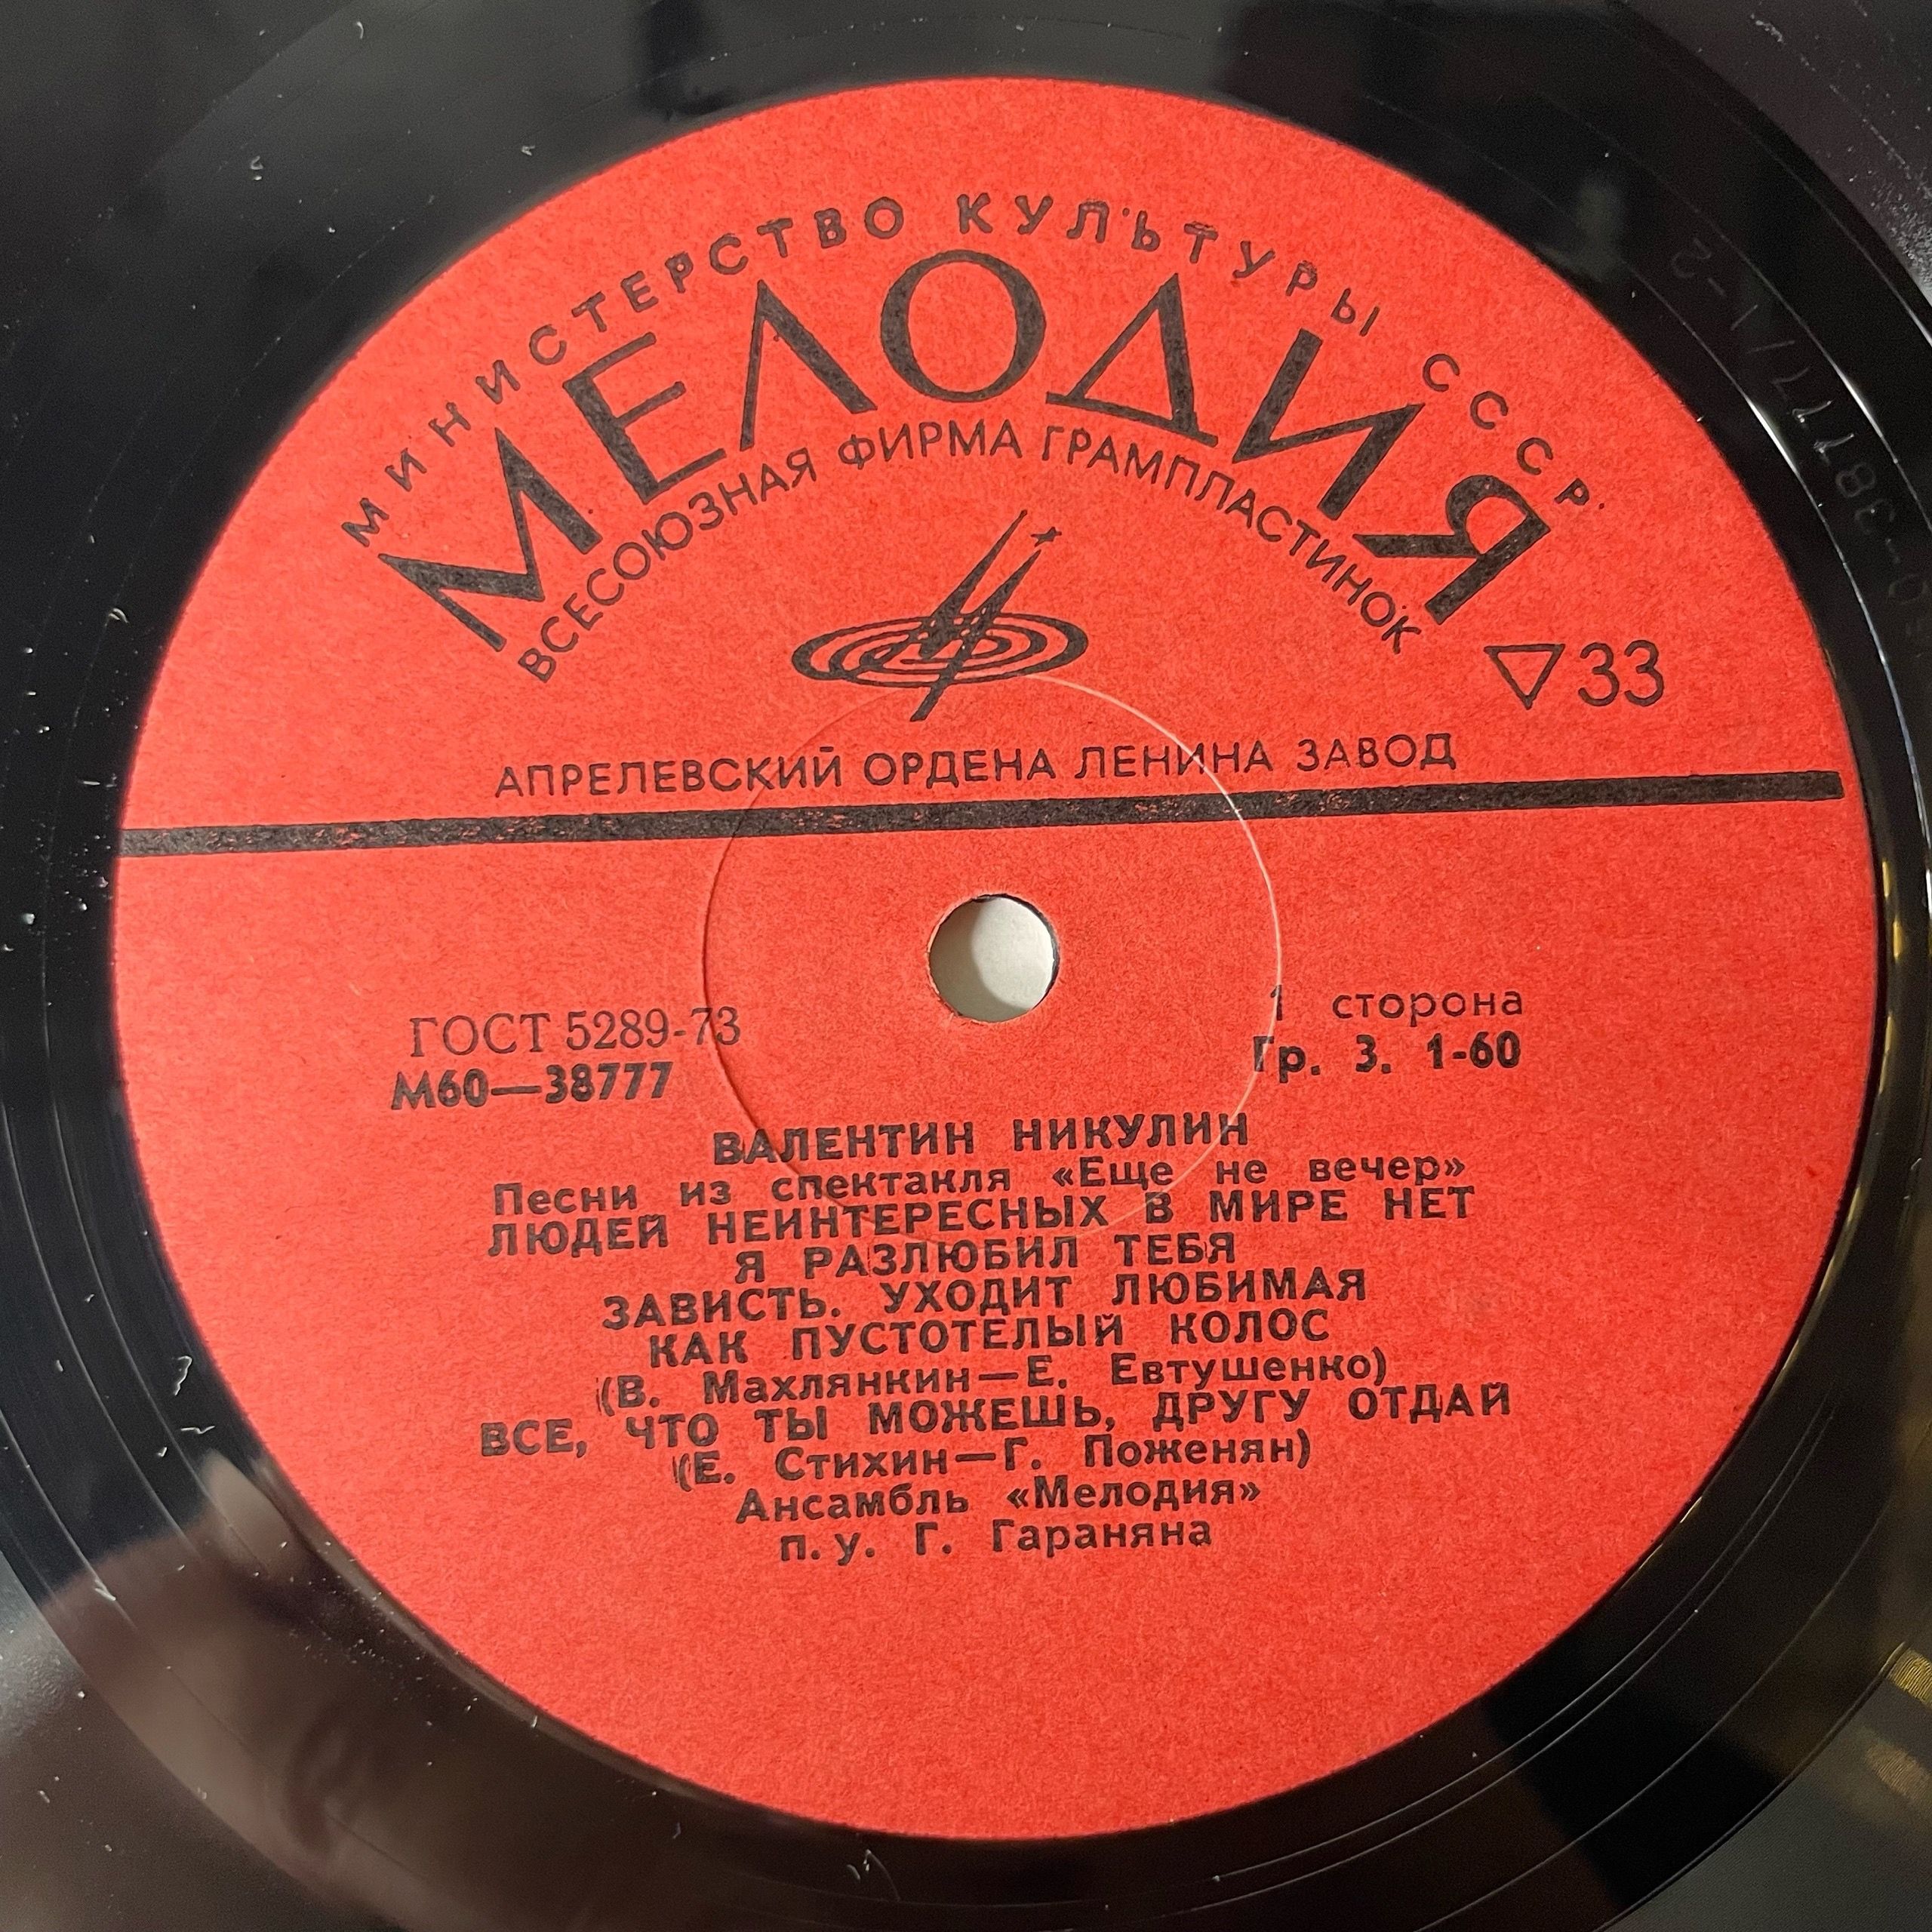 МИНИСТЕРСТВО КУЛЬТУРЫ СССР
МЕЛОДИЯ
ВСЕСОЮЗНАЯ ФИРМА ГРАМПЛАСТИНОК
33
АПРЕЛЕВСКИЙ ОРДЕНА ЛЕНИНА ЗАВОД
ГОСТ 5289-73
1 сторона
М60—38777
Гр. 3. 1-60
ВАЛЕНТИН НИКУЛИН
Песни из спектакля «Еще не вечер»
ЛЮДЕЙ НЕИНТЕРЕСНЫХ В МИРЕ НЕТ
Я РАЗЛЮБИЛ ТЕБЯ
ЗАВИСТЬ. УХОДИТ ЛЮБИМАЯ
КАК ПУСТОТЕЛЫЙ КОЛОС
(В. Махлянкин—Е. Евтушенко)
ВСЕ, ЧТО ТЫ МОЖЕШЬ, ДРУГУ ОТДАЙ
(Е. Стихин—Г. Поженян)
Ансамбль «Мелодия»
п. у. Г. Гараняна